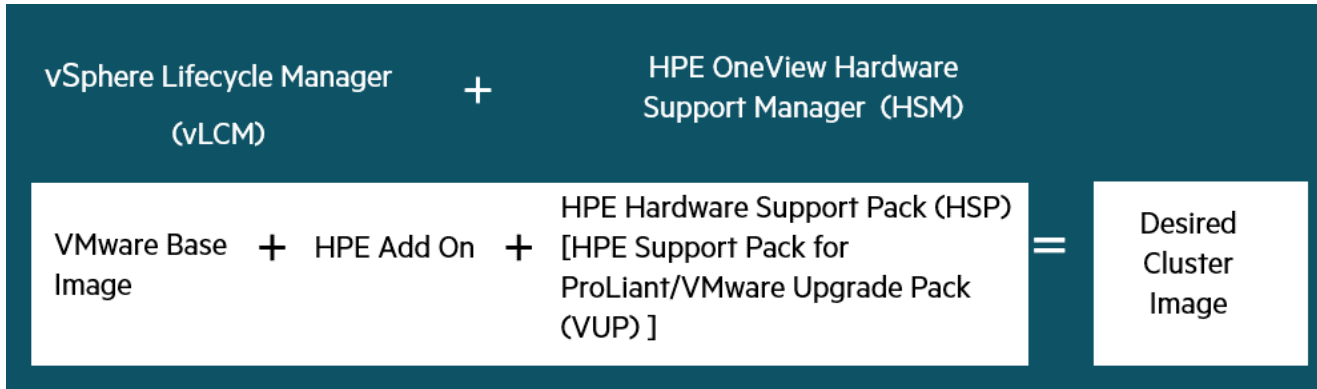 vSphere Lifecycle Manager
(vLCM)
+
HPE OneView Hardware
Support Manager (HSM)
VMware Base
Image
+
HPE Add On
+
HPE Hardware Support Pack (HSP)
[HPE Support Pack for
ProLiant/VMware Upgrade Pack
(VUP) ]
=
Desired
Cluster
Image